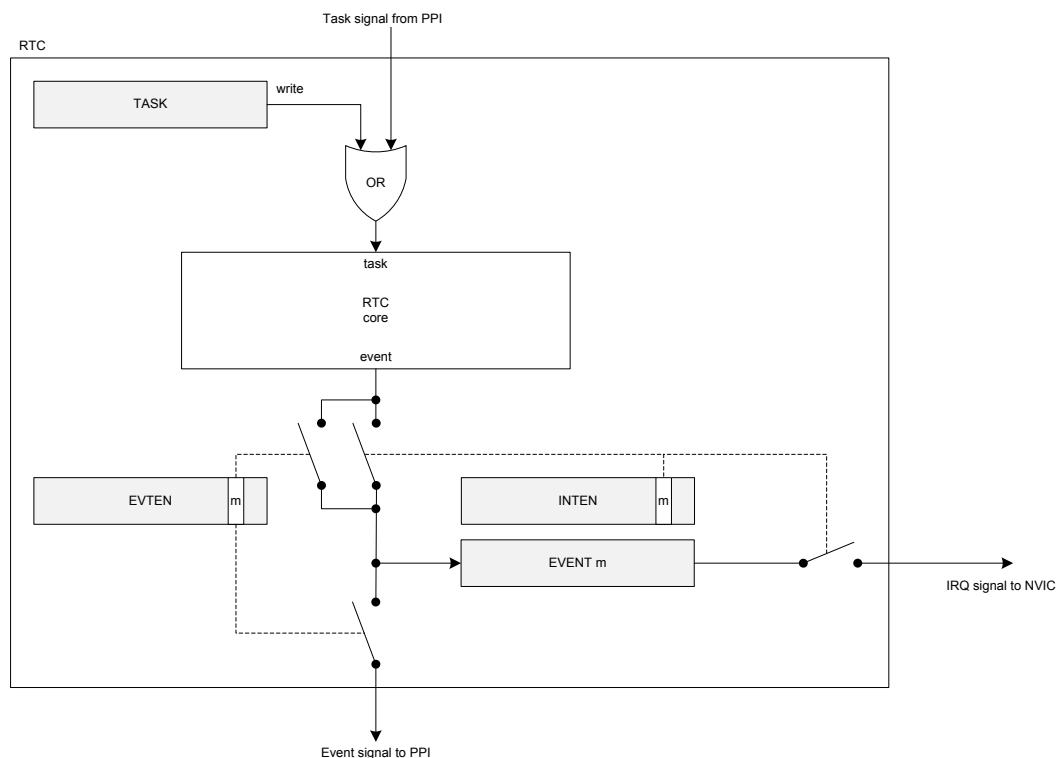 Task signal from PPI
RTC
TASK
write
OR
task
RTC
core
event
EVTEN
m
INTEN
m
EVENT m
IRQ signal to NVIC
Event signal to PPI